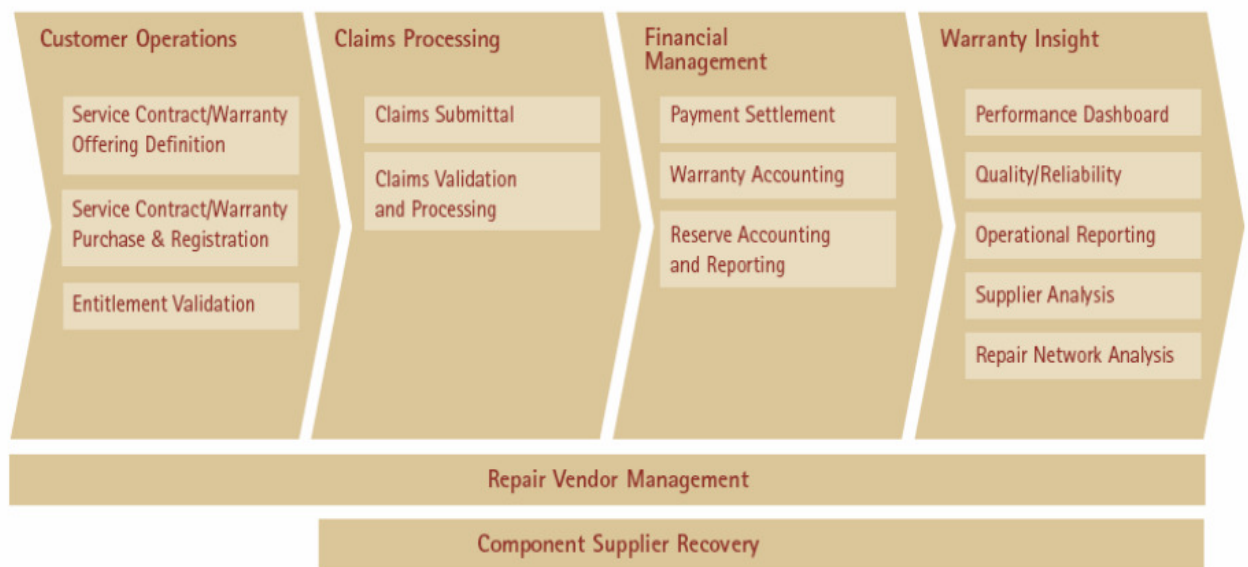 Customer Operations
Service Contract/Warranty
Offering Definition
Service Contract/Warranty
Purchase & Registration
Entitlement Validation
Claims Processing
Claims Submittal
Claims Validation
and Processing
Financial
Management
Payment Settlement
Warranty Accounting
Reserve Accounting
and Reporting
Warranty Insight
Performance Dashboard
Quality/Reliability
Operational Reporting
Supplier Analysis
Repair Network Analysis
Repair Vendor Management
Component Supplier Recovery